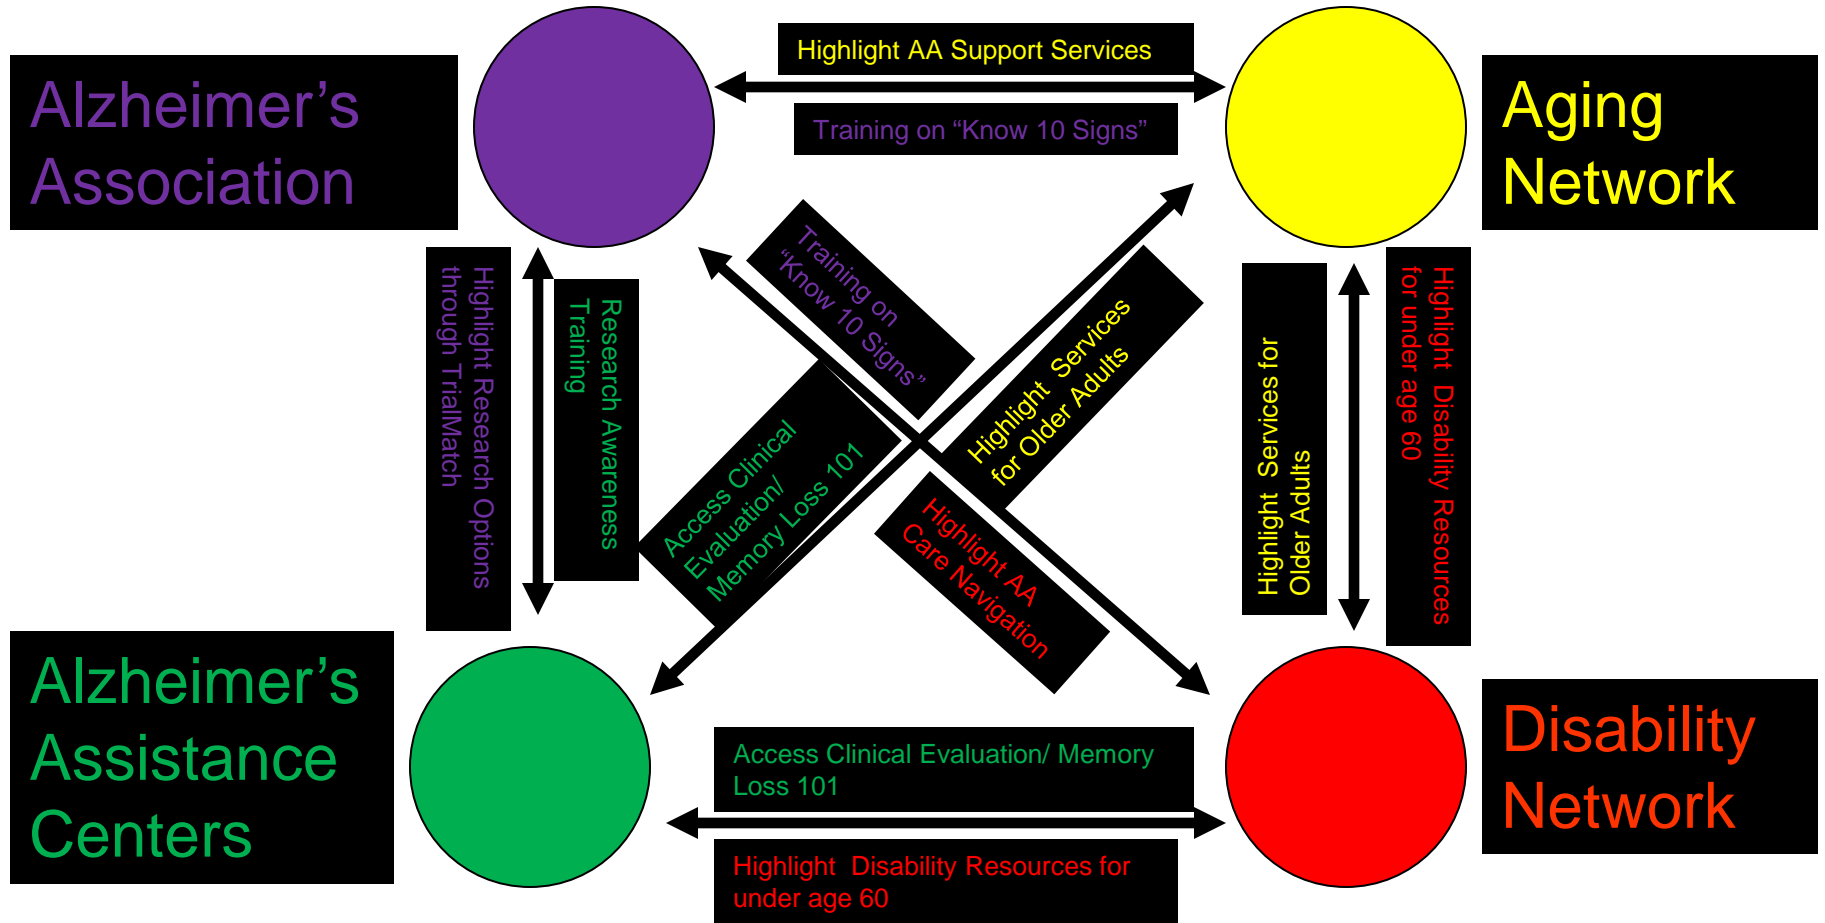 Highlight AA Support Services
Alzheimer’s
Association
Aging
Network
Training on “Know 10 Signs”
Highlight Research Options
through TrialMatch
Research Awareness
Training
Training on
“Know 10 Signs”
Highlight  Services
for Older Adults
Highlight  Services for
Older Adults
Highlight  Disability Resources
for under age 60
Access Clinical
Evaluation/
Memory Loss 101
Highlight AA
Care Navigation
Alzheimer’s
Assistance
Centers
Disability
Network
Access Clinical Evaluation/ Memory
Loss 101
Highlight  Disability Resources for
under age 60